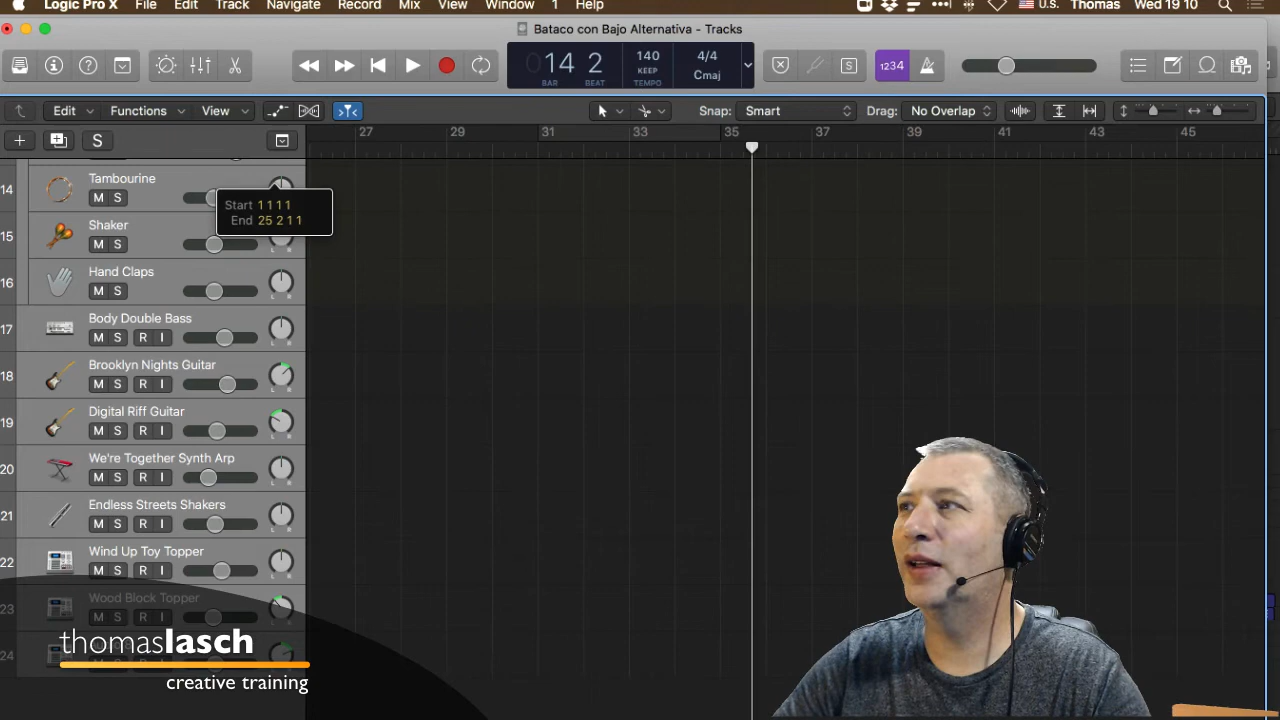 Logic Pro X File Edit Track Navigate Record Mix View Window 1 Help U.S. Thomas Wed 19 10
Bataco con Bajo Alternativa - Tracks
14 2 140 4/4 1234
KEEP Cmaj
BAR BEAT TEMPO
Edit Functions View Snap: Smart Drag: No Overlap
S 27 29 31 33 35 37 39 41 43 45
14 Tambourine
M S
Start 1 1 1 1
End 25 2 1 1
15 Shaker
M S
16 Hand Claps
M S
17 Body Double Bass
M S R I
18 Brooklyn Nights Guitar
M S R I
19 Digital Riff Guitar
M S R I
20 We're Together Synth Arp
M S R I
21 Endless Streets Shakers
M S R I
22 Wind Up Toy Topper
M S R I
23 Wood Block Topper
M S R I
24
thomaslasch
creative training